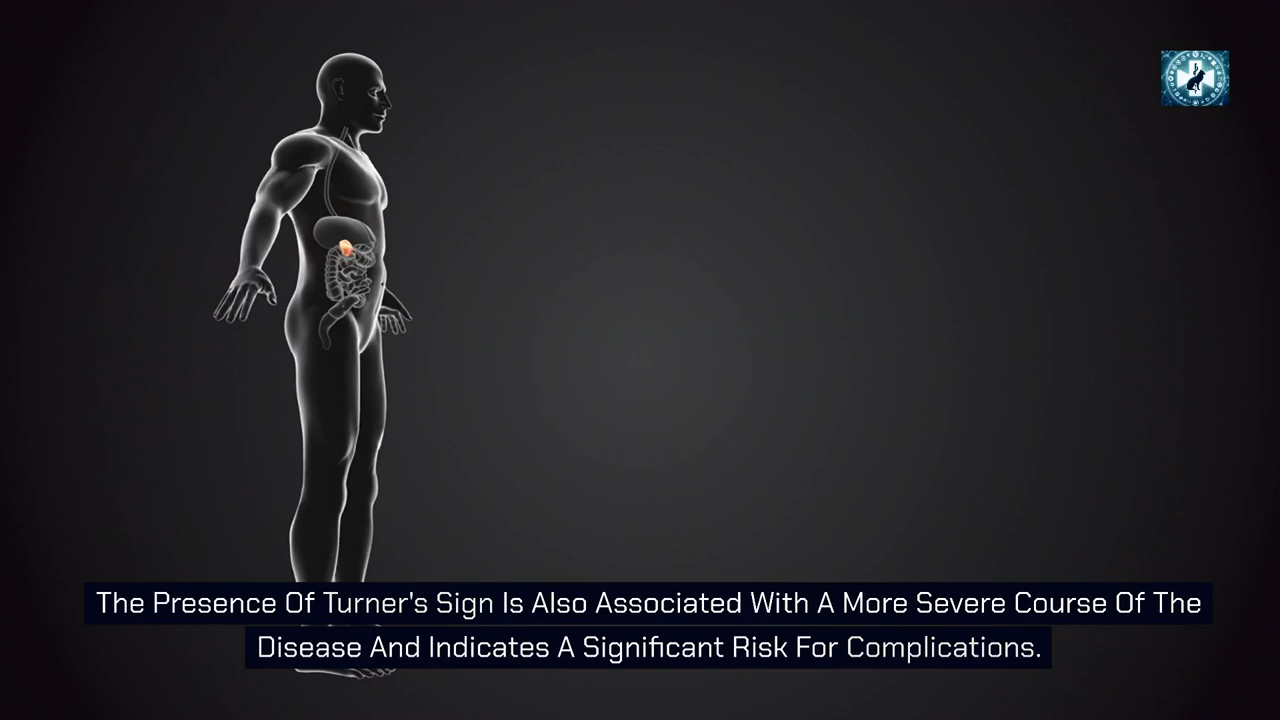 The Presence Of Turner's Sign Is Also Associated With A More Severe Course Of The
Disease And Indicates A Significant Risk For Complications.